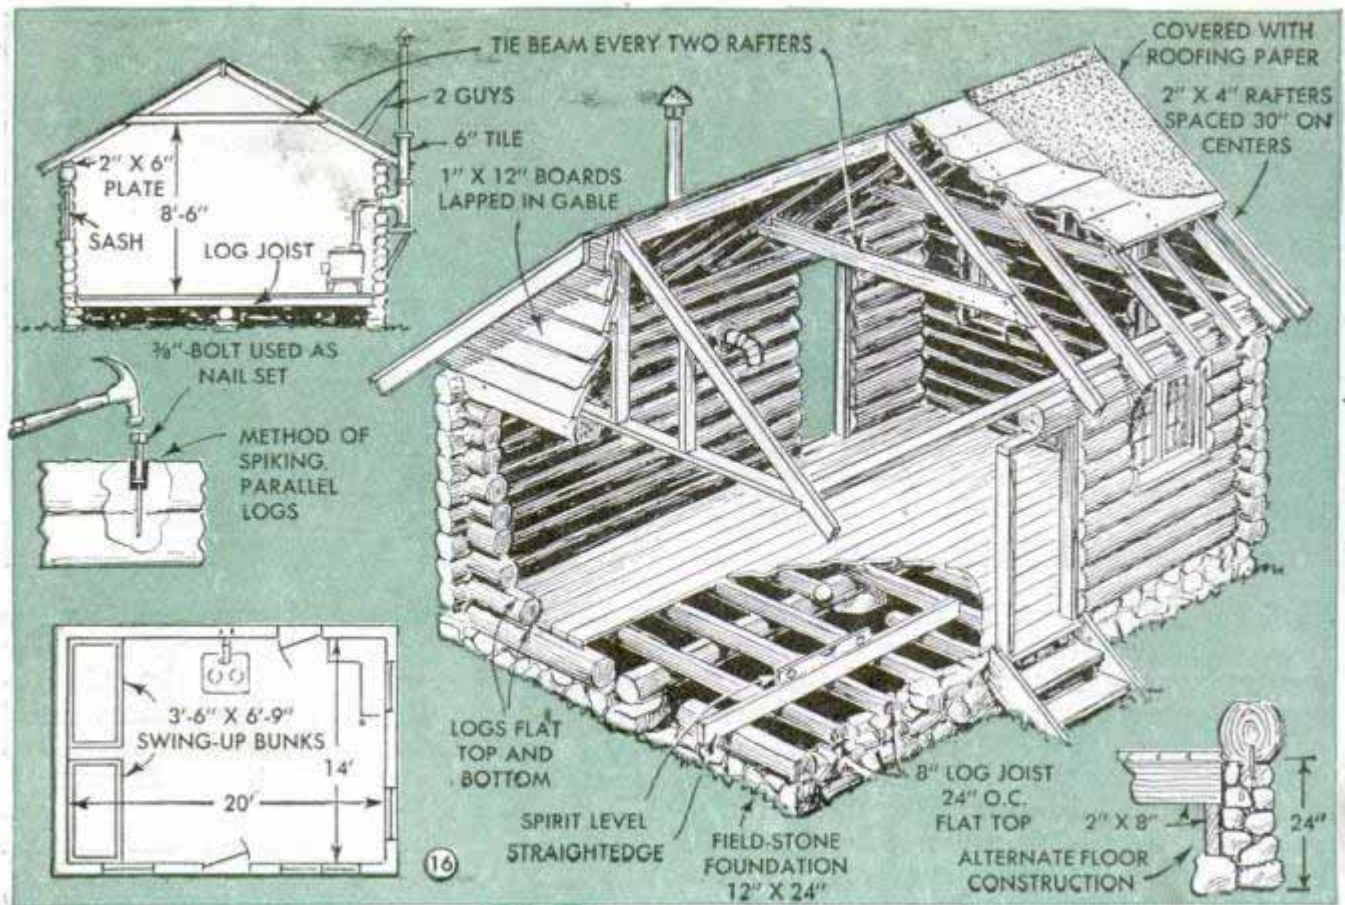 TIE BEAM EVERY TWO RAFTERS
2 GUYS
6" TILE
2" X 6"
PLATE
8'-6"
SASH
LOG JOIST
1" X 12" BOARDS
LAPPED IN GABLE
COVERED WITH
ROOFING PAPER
2" X 4" RAFTERS
SPACED 30" ON
CENTERS
3/8"-BOLT USED AS
NAIL SET
METHOD OF
SPIKING
PARALLEL
LOGS
3'-6" X 6'-9"
SWING-UP BUNKS
14'
20'
16
LOGS FLAT
TOP AND
BOTTOM
SPIRIT LEVEL
STRAIGHTEDGE
FIELD-STONE
FOUNDATION
12" X 24"
8" LOG JOIST
24" O.C.
FLAT TOP
2" X 8"
24"
ALTERNATE FLOOR
CONSTRUCTION